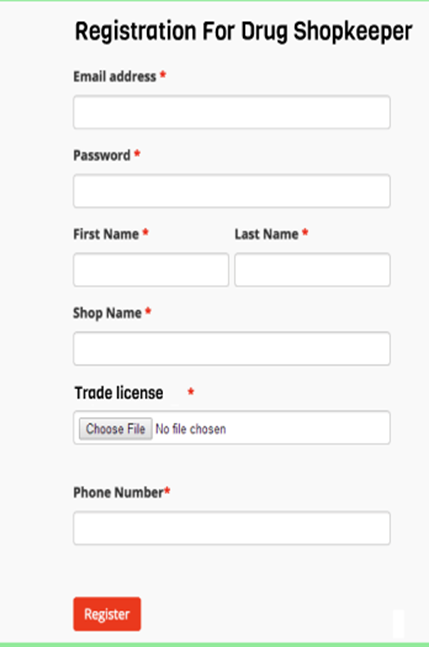 Registration For Drug Shopkeeper
Email address *
Password *
First Name * Last Name *
Shop Name *
Trade license *
Choose File No file chosen
Phone Number*
Register